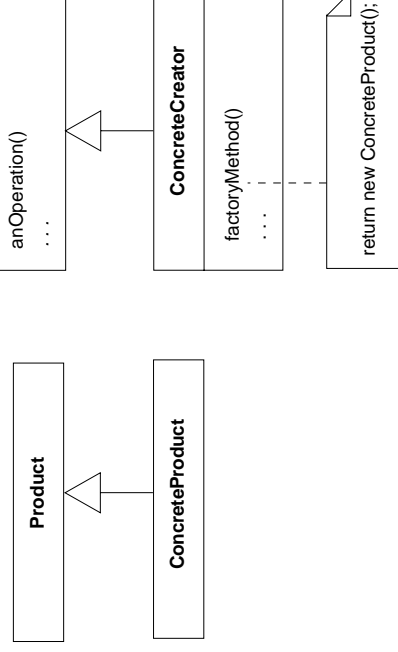 Product
ConcreteProduct
anOperation()
. . .
ConcreteCreator
factoryMethod()
. . .
return new ConcreteProduct();